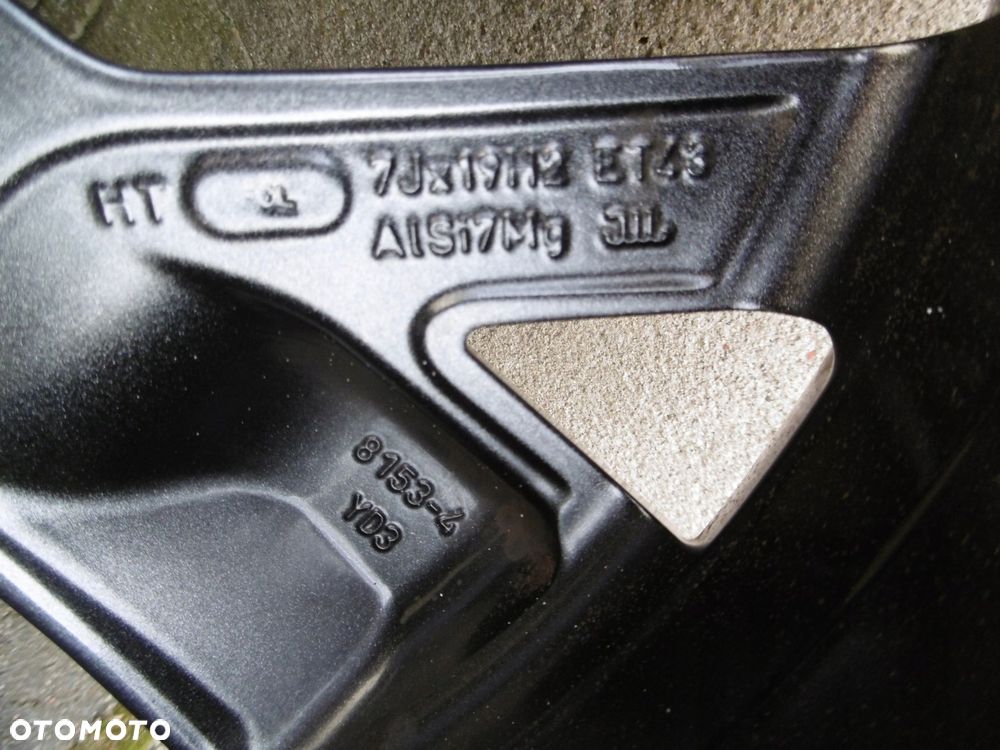 HT 7Jx19H2 ET43
AlSi7Mg
8153-4
YD3
OTOMOTO